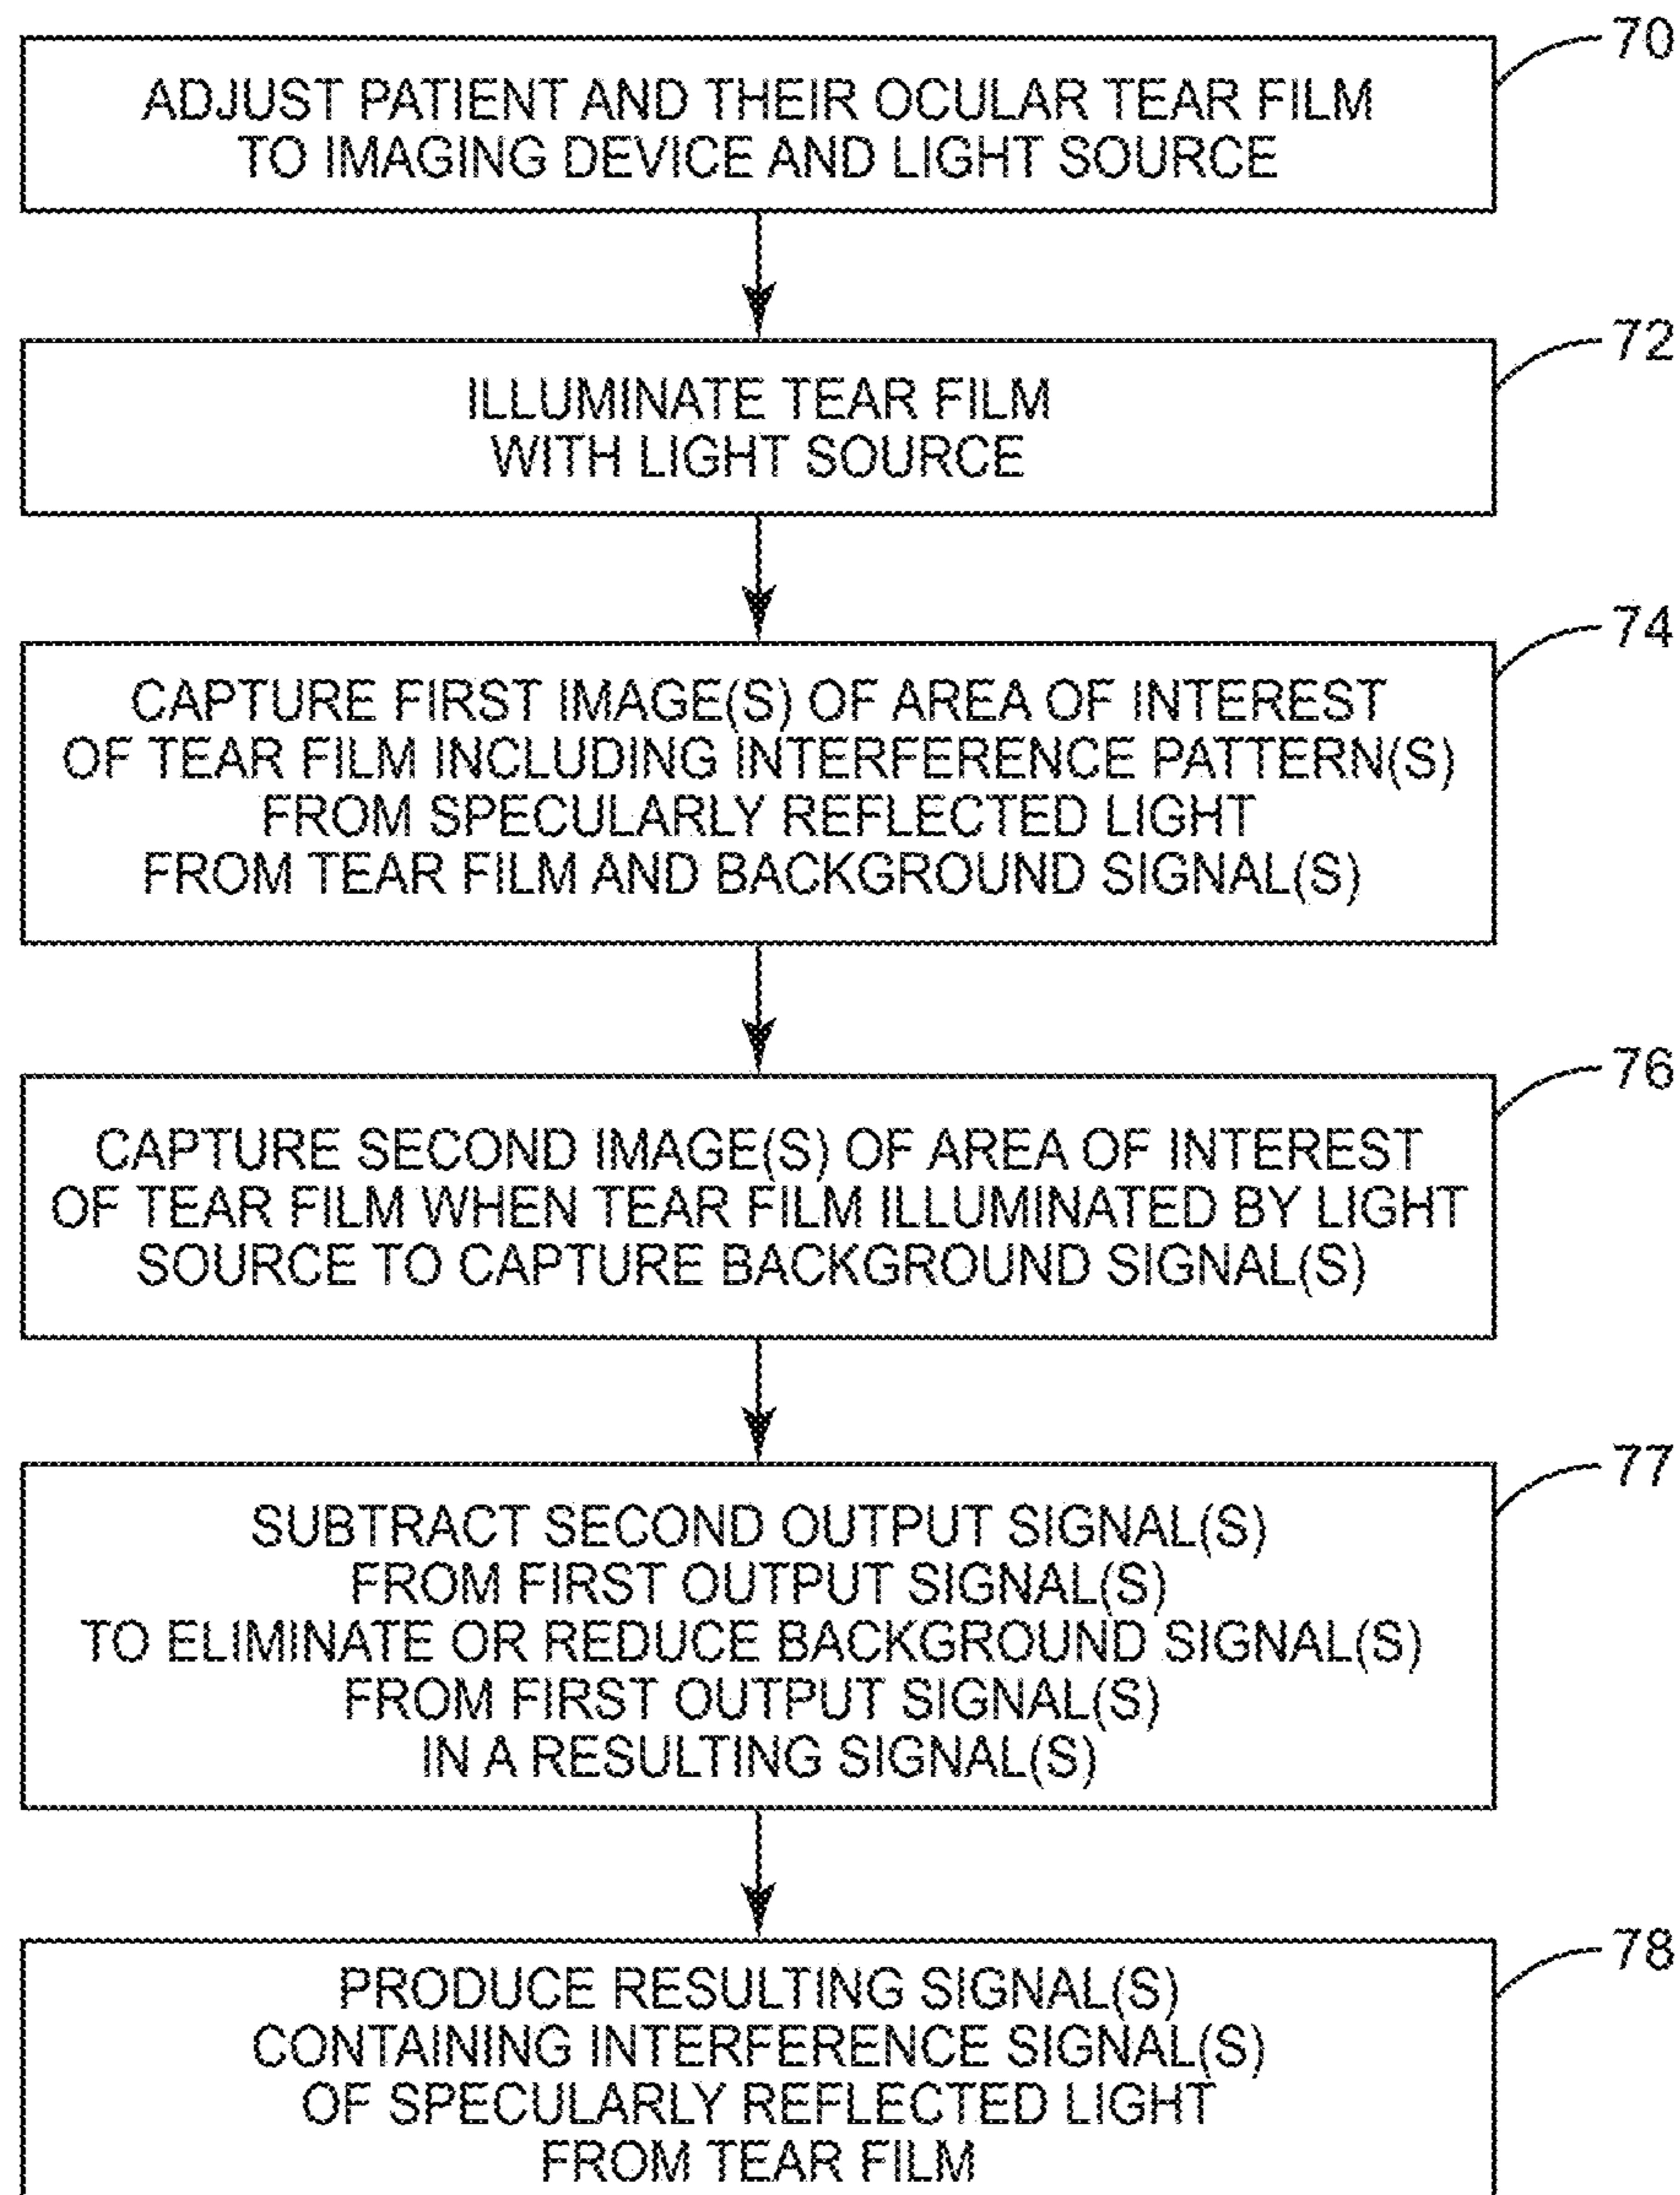 70
ADJUST PATIENT AND THEIR OCULAR TEAR FILM
TO IMAGING DEVICE AND LIGHT SOURCE
72
ILLUMINATE TEAR FILM
WITH LIGHT SOURCE
74
CAPTURE FIRST IMAGE(S) OF AREA OF INTEREST
OF TEAR FILM INCLUDING INTERFERENCE PATTERN(S)
FROM SPECULARLY REFLECTED LIGHT
FROM TEAR FILM AND BACKGROUND SIGNAL(S)
76
CAPTURE SECOND IMAGE(S) OF AREA OF INTEREST
OF TEAR FILM WHEN TEAR FILM ILLUMINATED BY LIGHT
SOURCE TO CAPTURE BACKGROUND SIGNAL(S)
77
SUBTRACT SECOND OUTPUT SIGNAL(S)
FROM FIRST OUTPUT SIGNAL(S)
TO ELIMINATE OR REDUCE BACKGROUND SIGNAL(S)
FROM FIRST OUTPUT SIGNAL(S)
IN A RESULTING SIGNAL(S)
78
PRODUCE RESULTING SIGNAL(S)
CONTAINING INTERFERENCE SIGNAL(S)
OF SPECULARLY REFLECTED LIGHT
FROM TEAR FILM